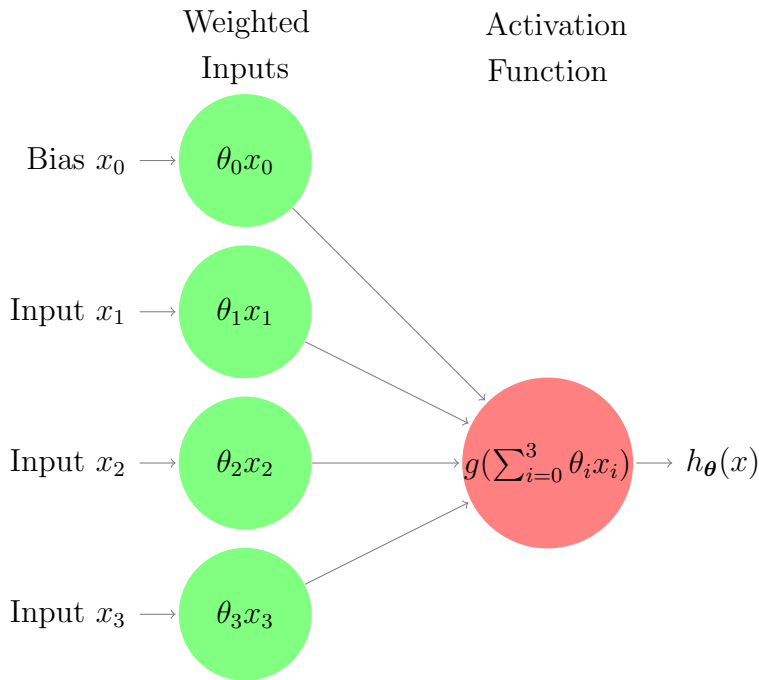 Weighted
Inputs
Activation
Function
Bias x₀
θ₀x₀
Input x₁
θ₁x₁
Input x₂
θ₂x₂
g(∑³ᵢ₌₀ θᵢxᵢ)
h_𝜽(x)
Input x₃
θ₃x₃